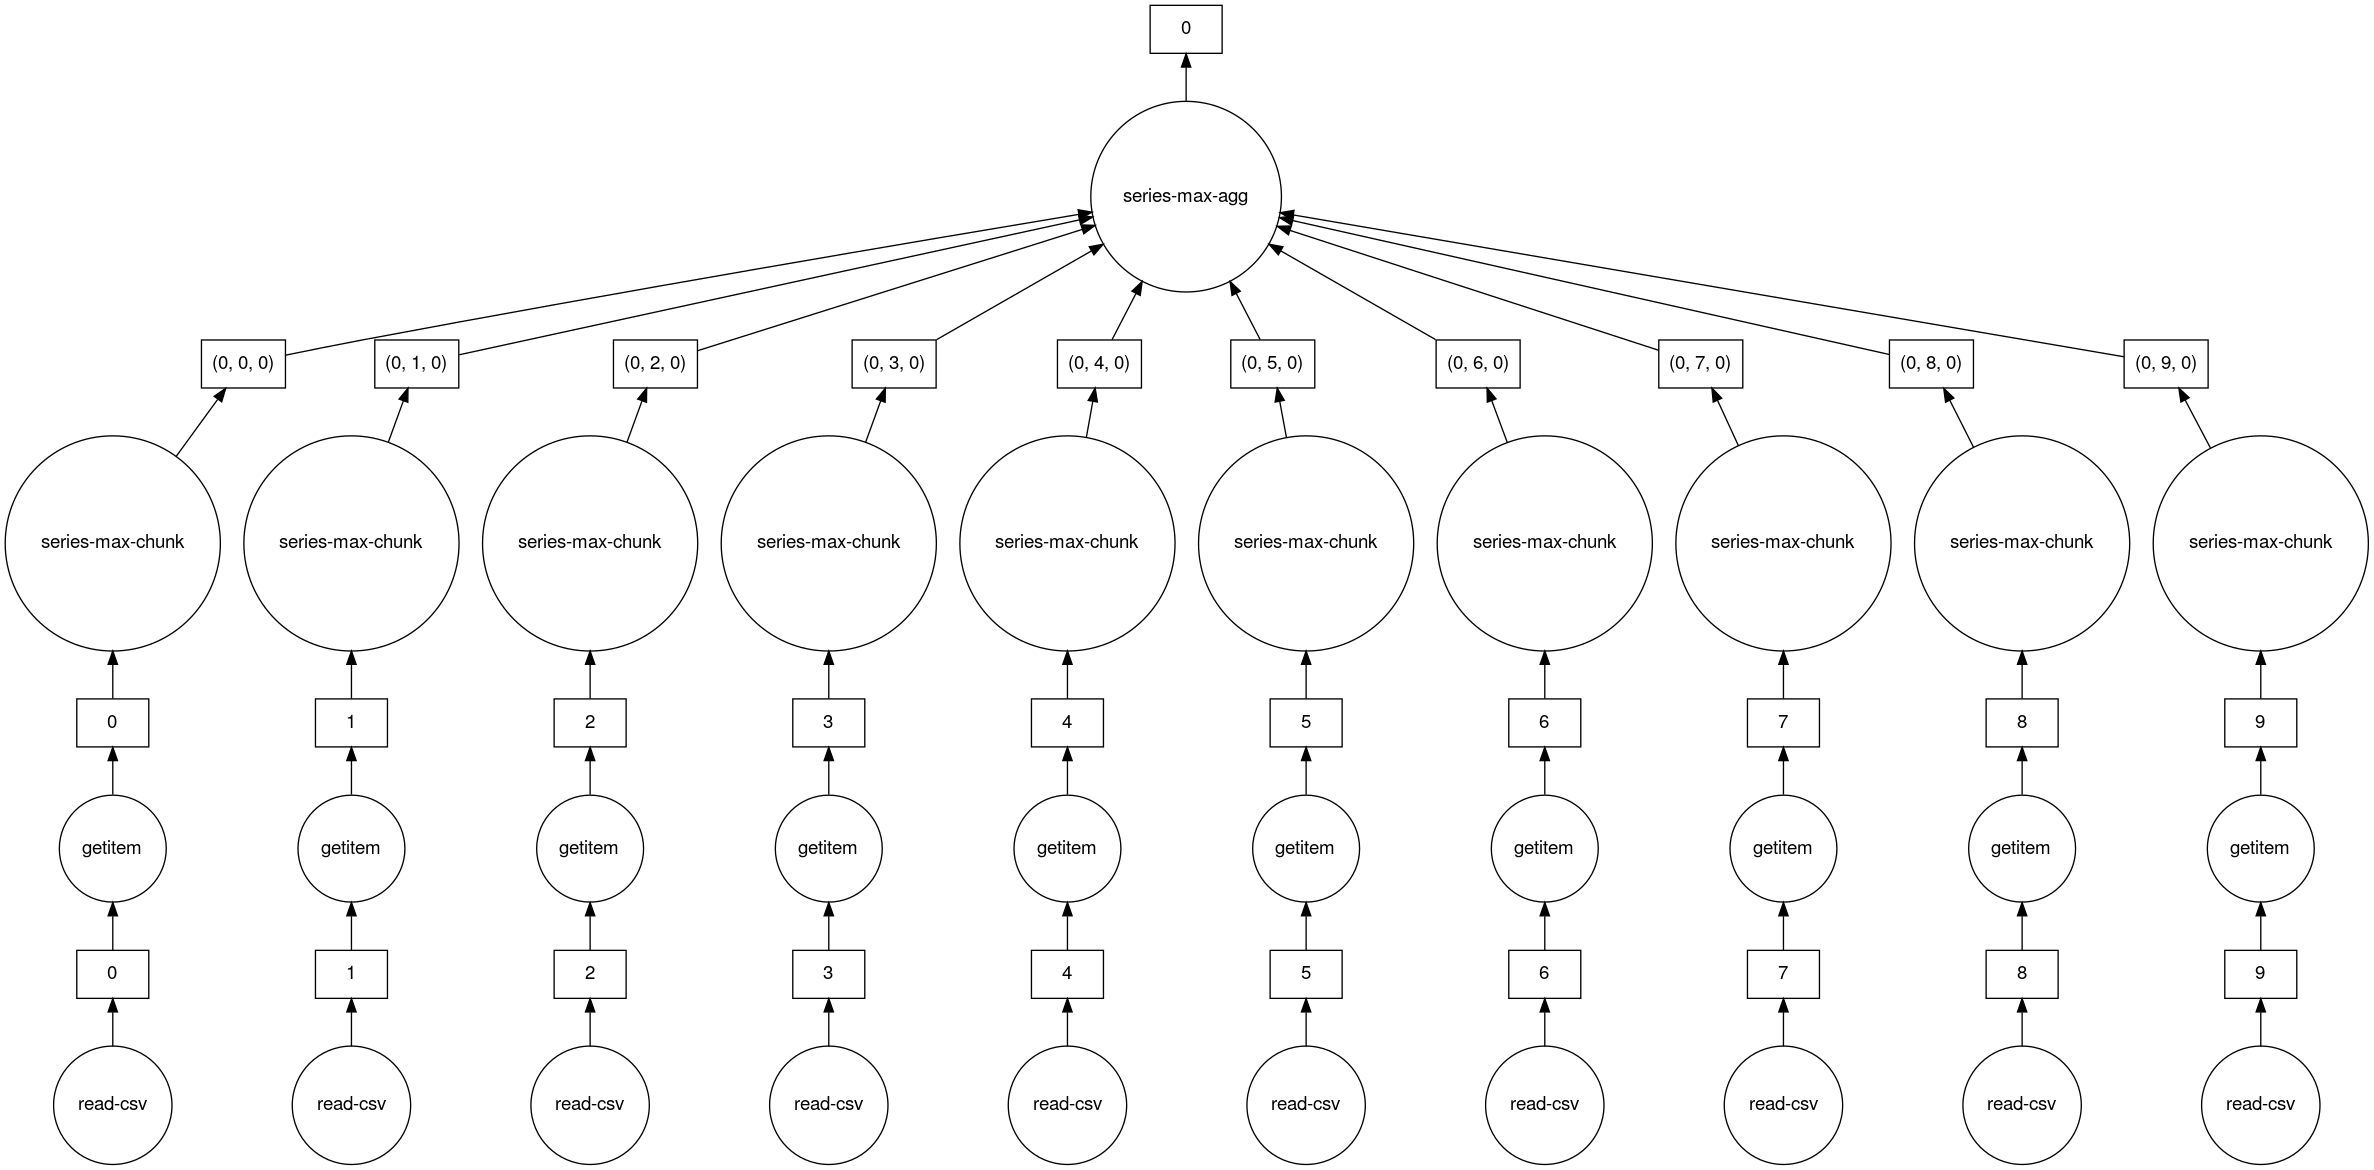 0
series-max-agg
(0, 0, 0) (0, 1, 0) (0, 2, 0) (0, 3, 0) (0, 4, 0) (0, 5, 0) (0, 6, 0) (0, 7, 0) (0, 8, 0) (0, 9, 0)
series-max-chunk series-max-chunk series-max-chunk series-max-chunk series-max-chunk series-max-chunk series-max-chunk series-max-chunk series-max-chunk series-max-chunk
0 1 2 3 4 5 6 7 8 9
getitem getitem getitem getitem getitem getitem getitem getitem getitem getitem
0 1 2 3 4 5 6 7 8 9
read-csv read-csv read-csv read-csv read-csv read-csv read-csv read-csv read-csv read-csv